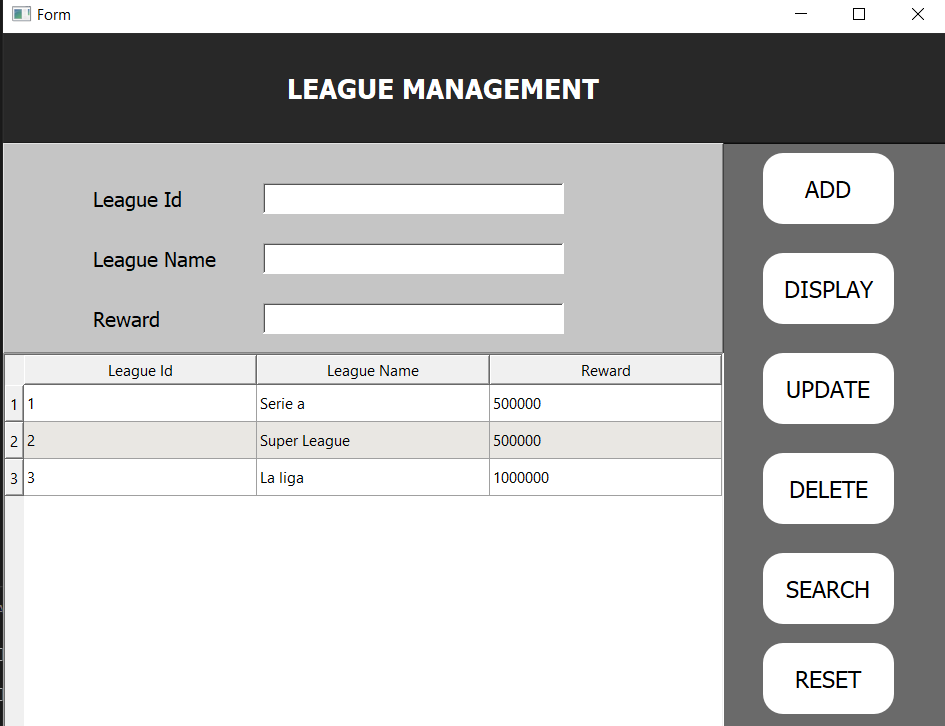 Form
LEAGUE MANAGEMENT
League Id
League Name
Reward
ADD
DISPLAY
UPDATE
DELETE
SEARCH
RESET
League Id League Name Reward
1 1 Serie a 500000
2 2 Super League 500000
3 3 La liga 1000000